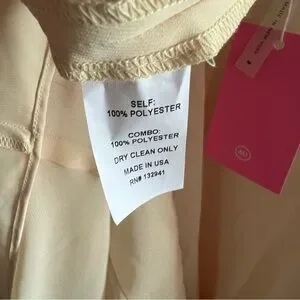 SELF:
100% POLYESTER
COMBO:
100% POLYESTER
DRY CLEAN ONLY
MADE IN USA
RN# 132941